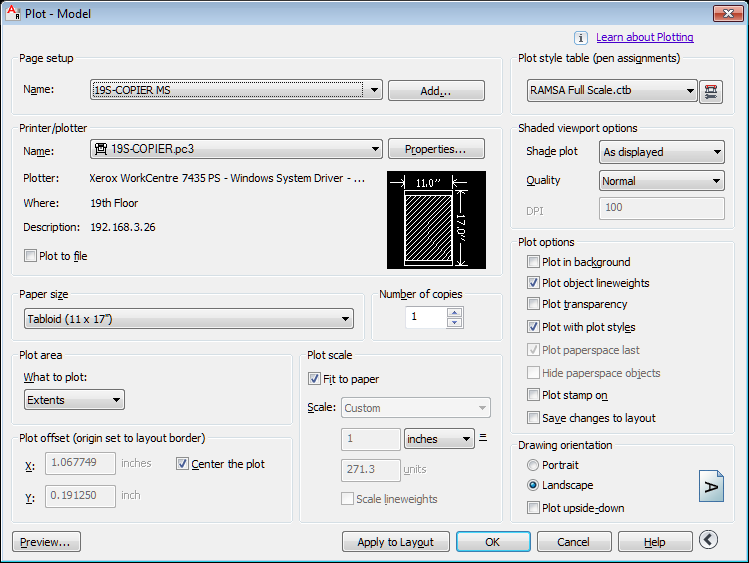 Plot - Model
Learn about Plotting
Page setup
Name:
19S-COPIER MS
Add...
Printer/plotter
Name:
19S-COPIER.pc3
Properties...
Plotter:
Xerox WorkCentre 7435 PS - Windows System Driver - ...
Where:
19th Floor
Description:
192.168.3.26
Plot to file
11.0''
17.0''
Paper size
Tabloid (11 x 17")
Number of copies
1
Plot area
What to plot:
Extents
Plot scale
Fit to paper
Scale:
Custom
1
inches
=
271.3
units
Scale lineweights
Plot offset (origin set to layout border)
X:
1.067749
inches
Center the plot
Y:
0.191250
inch
Plot style table (pen assignments)
RAMSA Full Scale.ctb
Shaded viewport options
Shade plot
As displayed
Quality
Normal
DPI
100
Plot options
Plot in background
Plot object lineweights
Plot transparency
Plot with plot styles
Plot paperspace last
Hide paperspace objects
Plot stamp on
Save changes to layout
Drawing orientation
Portrait
Landscape
Plot upside-down
A
Preview...
Apply to Layout
OK
Cancel
Help